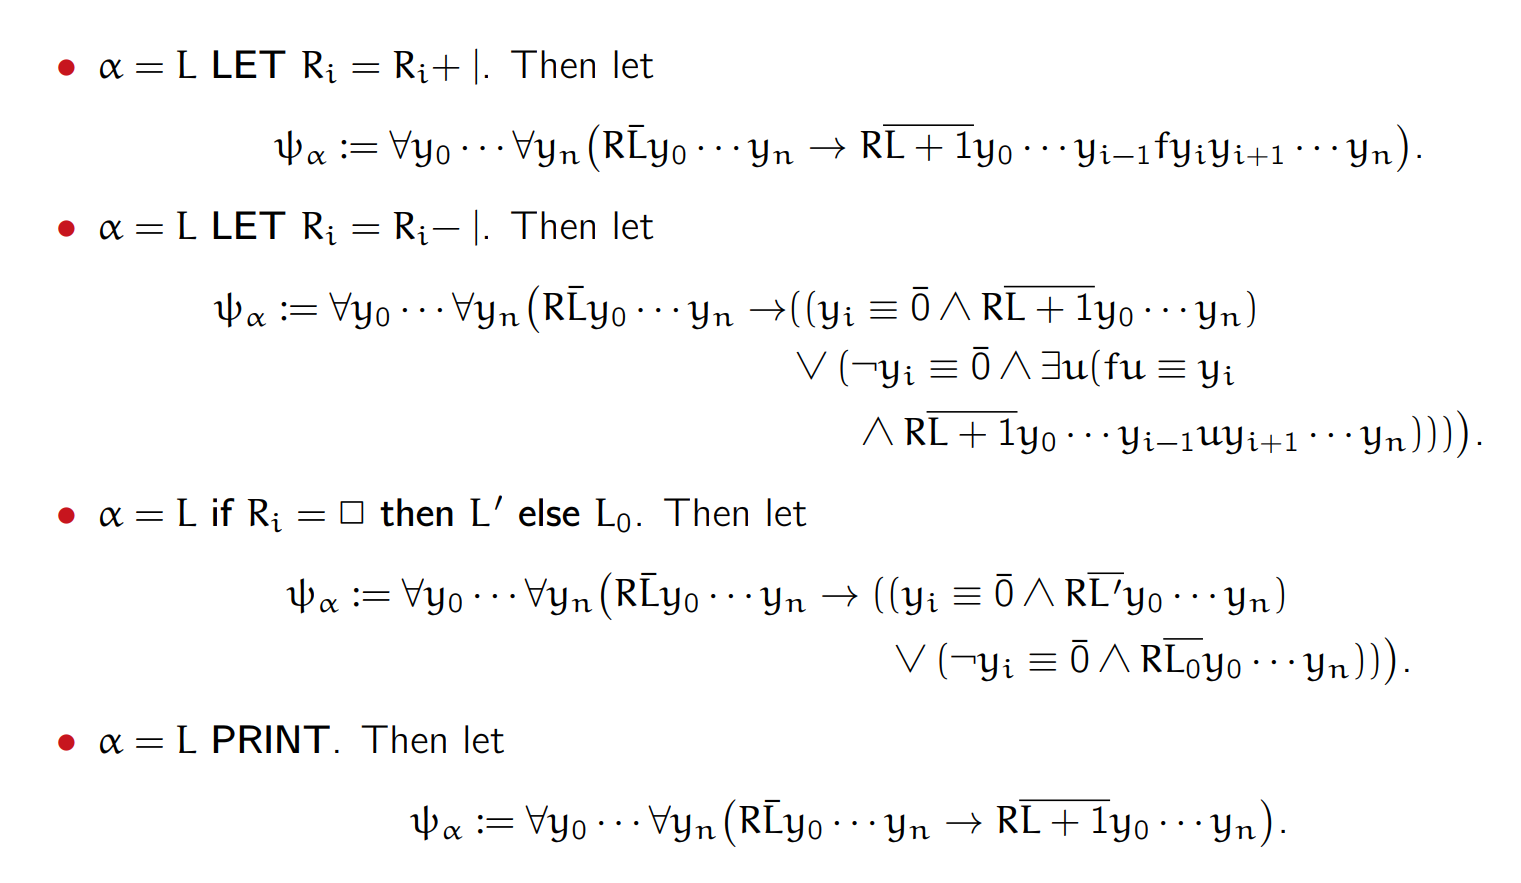 • α = L LET Rᵢ = Rᵢ+ |. Then let
ψ_α := ∀y₀ ⋯ ∀yₙ(RL̄y₀ ⋯ yₙ → R\overline{L + 1}y₀ ⋯ yᵢ₋₁fyᵢyᵢ₊₁ ⋯ yₙ).
• α = L LET Rᵢ = Rᵢ− |. Then let
ψ_α := ∀y₀ ⋯ ∀yₙ(RL̄y₀ ⋯ yₙ →((yᵢ ≡ 0̄ ∧ R\overline{L + 1}y₀ ⋯ yₙ)
∨ (¬yᵢ ≡ 0̄ ∧ ∃u(fu ≡ yᵢ
∧ R\overline{L + 1}y₀ ⋯ yᵢ₋₁uyᵢ₊₁ ⋯ yₙ)))).
• α = L if Rᵢ = □ then L′ else L₀. Then let
ψ_α := ∀y₀ ⋯ ∀yₙ(RL̄y₀ ⋯ yₙ → ((yᵢ ≡ 0̄ ∧ R\overline{L′}y₀ ⋯ yₙ)
∨ (¬yᵢ ≡ 0̄ ∧ R\overline{L₀}y₀ ⋯ yₙ))).
• α = L PRINT. Then let
ψ_α := ∀y₀ ⋯ ∀yₙ(RL̄y₀ ⋯ yₙ → R\overline{L + 1}y₀ ⋯ yₙ).